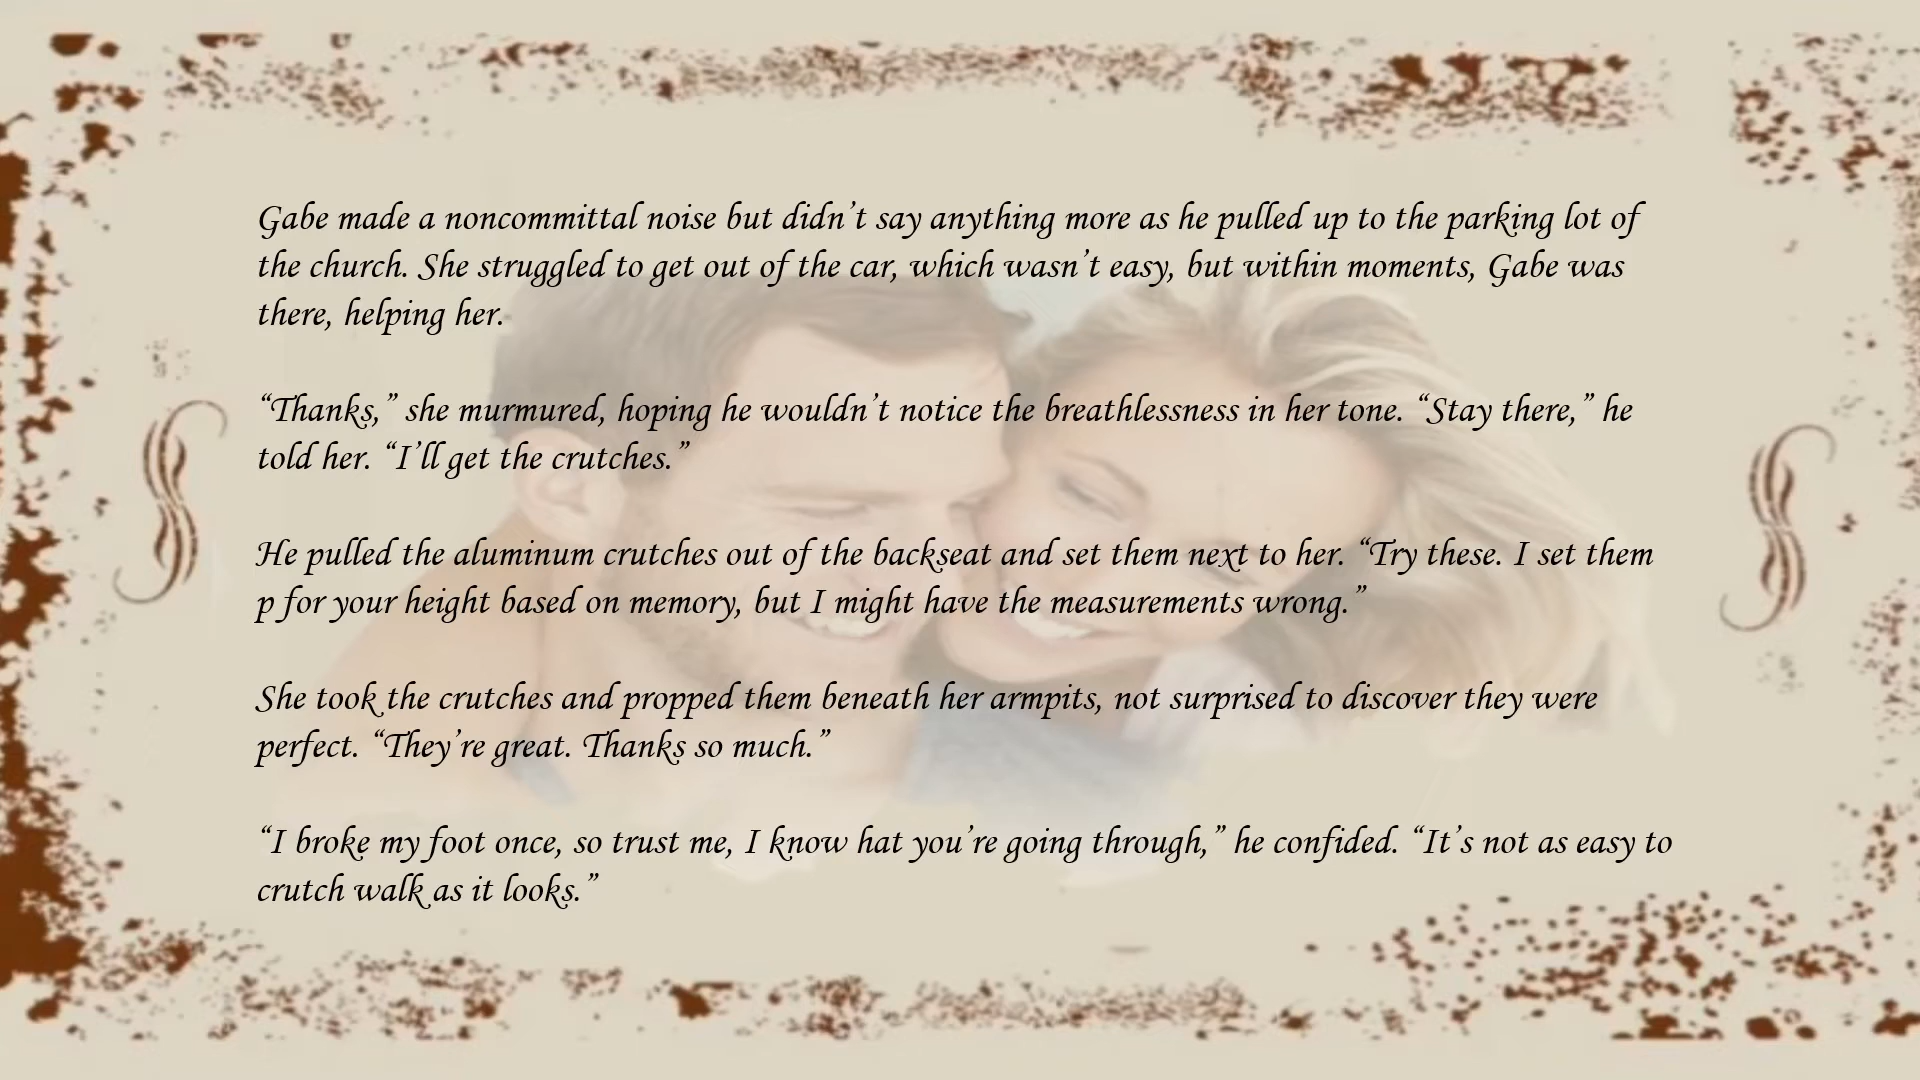 Gabe made a noncommittal noise but didn’t say anything more as he pulled up to the parking lot of
the church. She struggled to get out of the car, which wasn’t easy, but within moments, Gabe was
there, helping her.
“Thanks,” she murmured, hoping he wouldn’t notice the breathlessness in her tone. “Stay there,” he
told her. “I’ll get the crutches.”
He pulled the aluminum crutches out of the backseat and set them next to her. “Try these. I set them
p for your height based on memory, but I might have the measurements wrong.”
She took the crutches and propped them beneath her armpits, not surprised to discover they were
perfect. “They’re great. Thanks so much.”
“I broke my foot once, so trust me, I know hat you’re going through,” he confided. “It’s not as easy to
crutch walk as it looks.”